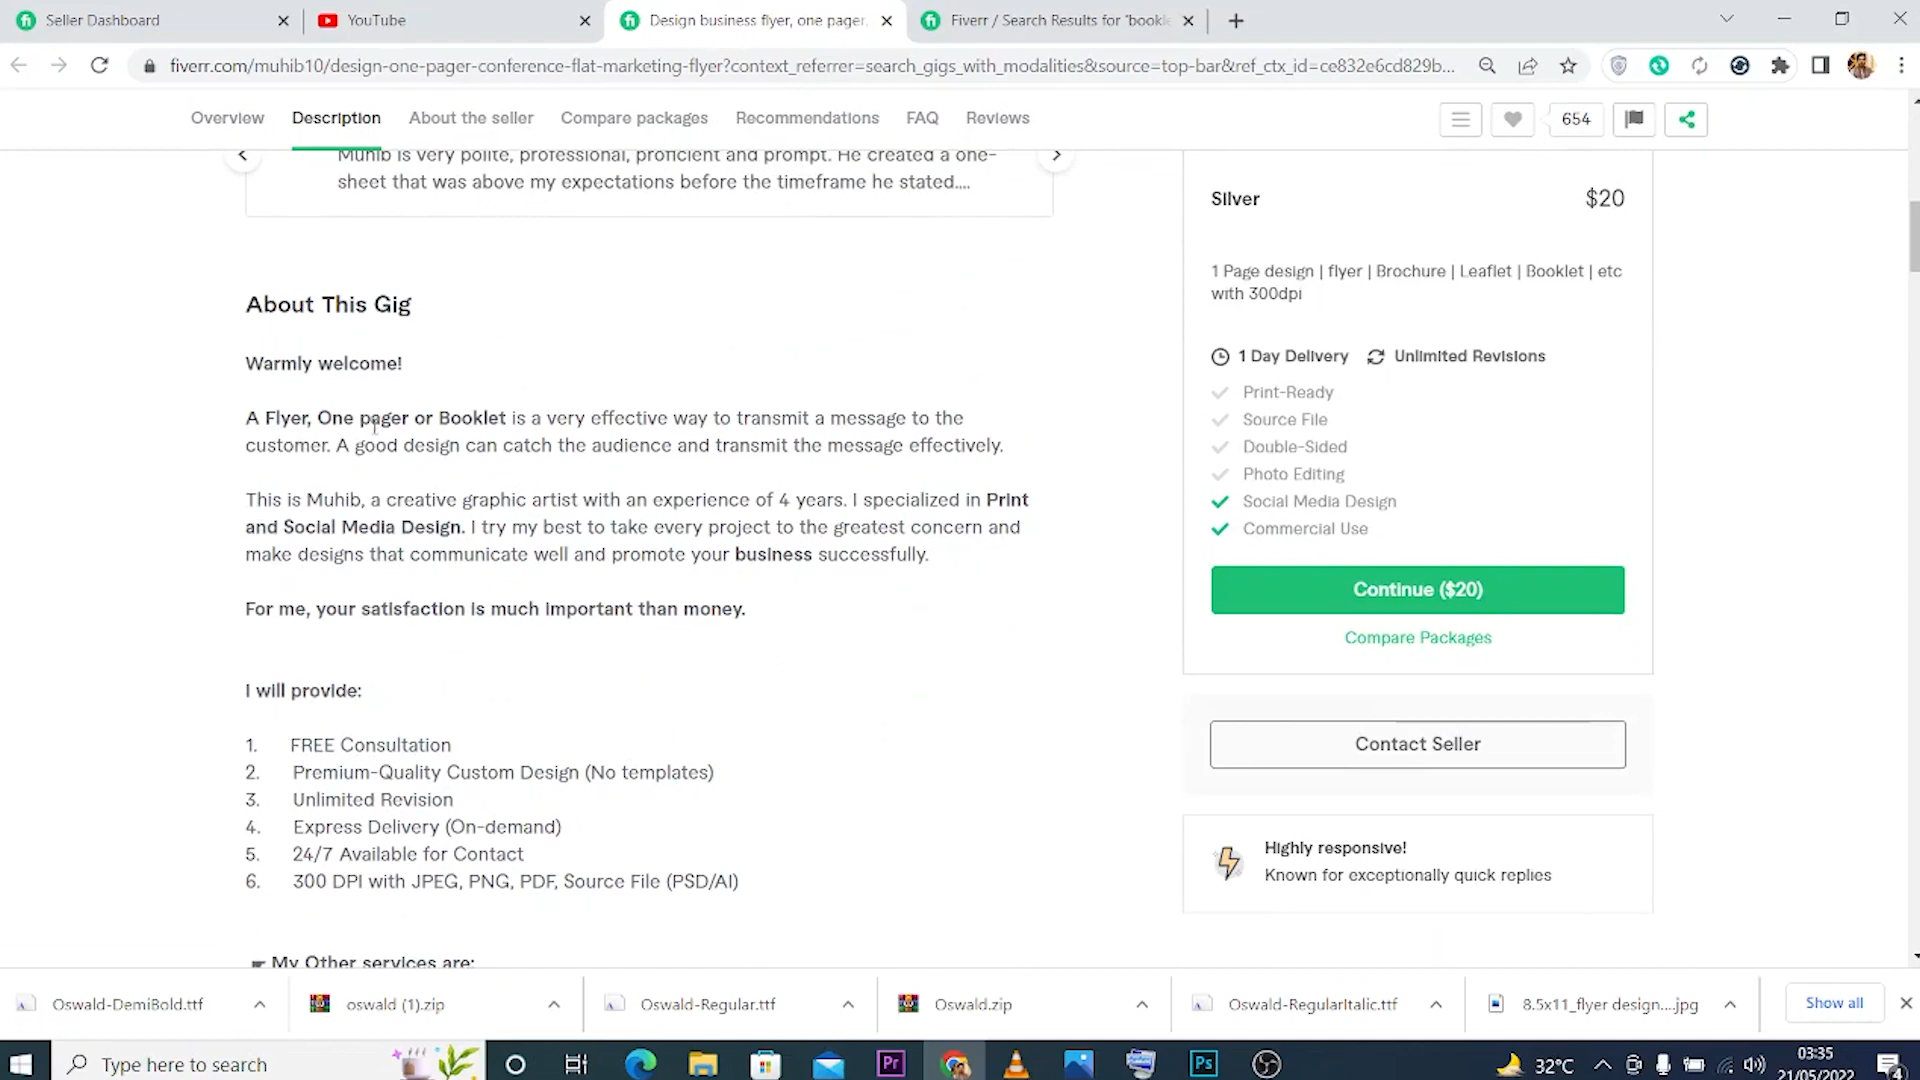 Seller Dashboard
YouTube
Design business flyer, one pager,
Fiverr / Search Results for 'bookle
fiverr.com/muhib10/design-one-pager-conference-flat-marketing-flyer?context_referrer=search_gigs_with_modalities&source=top-bar&ref_ctx_id=ce832e6cd829b...
Overview
Description
About the seller
Compare packages
Recommendations
FAQ
Reviews
654
Muhib is very polite, professional, proficient and prompt. He created a one-
sheet that was above my expectations before the timeframe he stated....
About This Gig
Warmly welcome!
A Flyer, One pager or Booklet is a very effective way to transmit a message to the
customer. A good design can catch the audience and transmit the message effectively.
This is Muhib, a creative graphic artist with an experience of 4 years. I specialized in Print
and Social Media Design. I try my best to take every project to the greatest concern and
make designs that communicate well and promote your business successfully.
For me, your satisfaction is much important than money.
I will provide:
1. FREE Consultation
2. Premium-Quality Custom Design (No templates)
3. Unlimited Revision
4. Express Delivery (On-demand)
5. 24/7 Available for Contact
6. 300 DPI with JPEG, PNG, PDF, Source File (PSD/AI)
My Other services are:
Silver $20
1 Page design | flyer | Brochure | Leaflet | Booklet | etc
with 300dpi
1 Day Delivery
Unlimited Revisions
Print-Ready
Source File
Double-Sided
Photo Editing
Social Media Design
Commercial Use
Continue ($20)
Compare Packages
Contact Seller
Highly responsive!
Known for exceptionally quick replies
Oswald-DemiBold.ttf
oswald (1).zip
Oswald-Regular.ttf
Oswald.zip
Oswald-RegularItalic.ttf
8.5x11_flyer design....jpg
Show all
Type here to search
Pr
Ps
32°C
03:35
21/05/2022
4